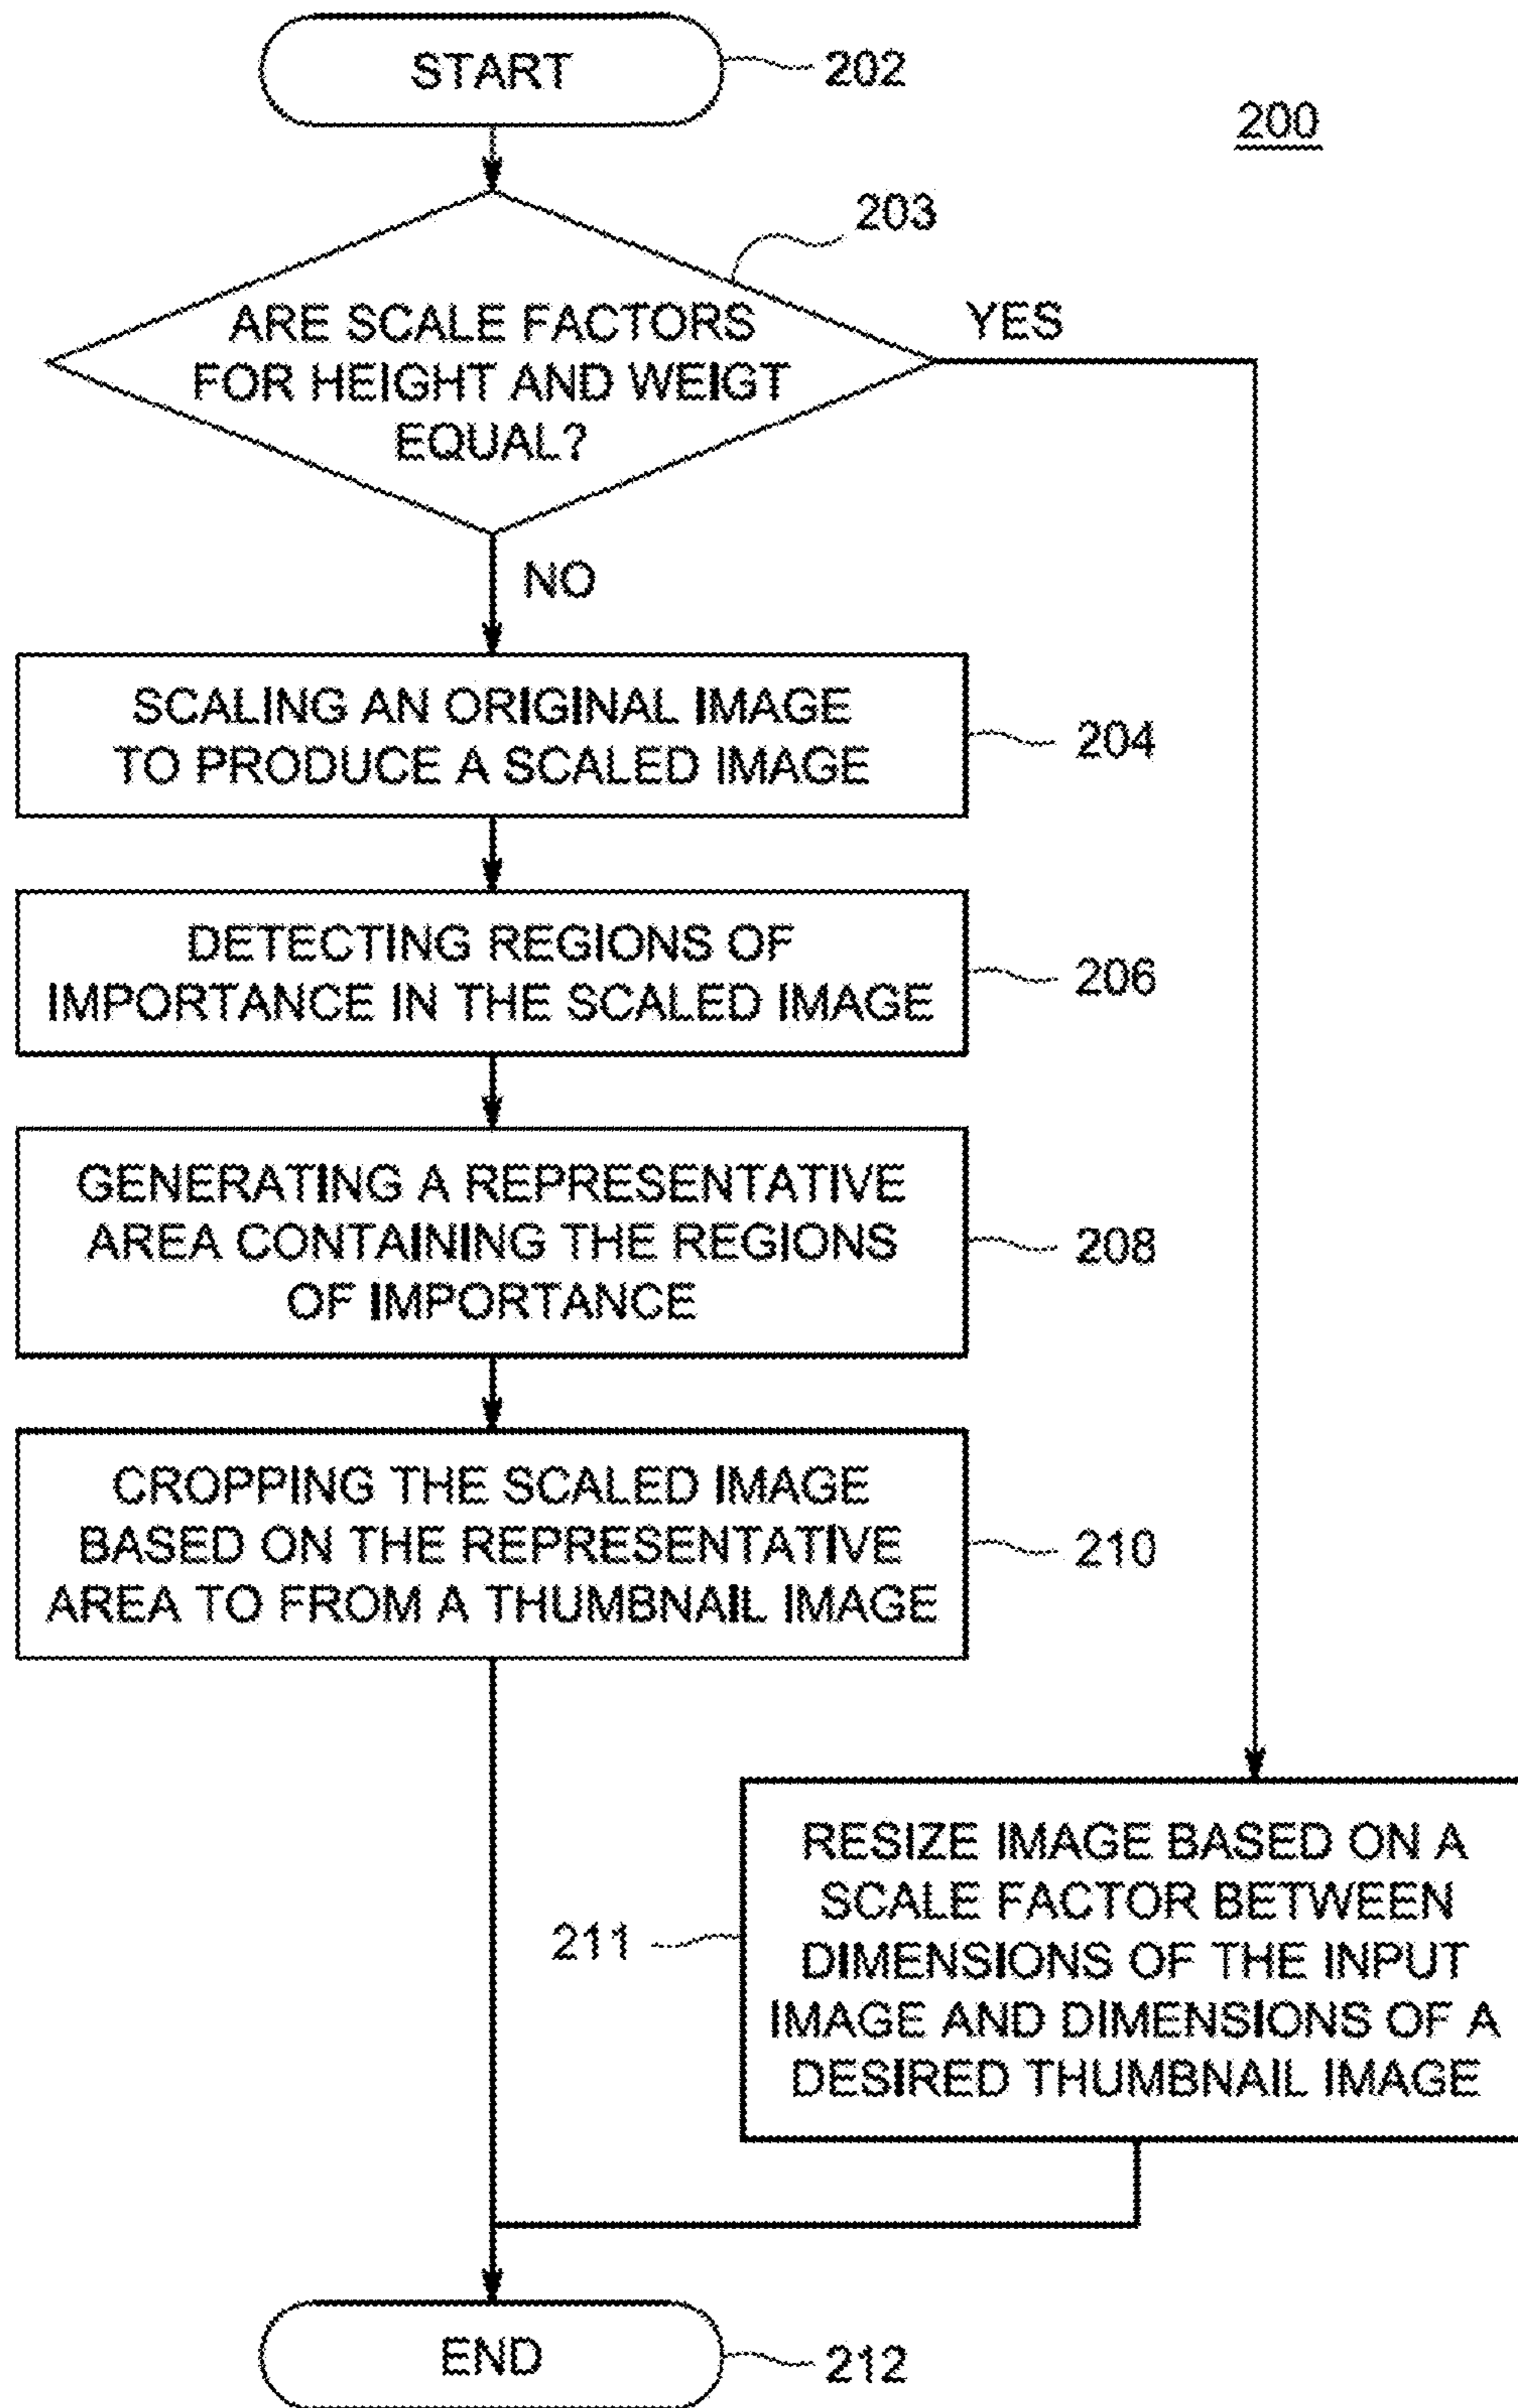 START
202
200
203
ARE SCALE FACTORS
FOR HEIGHT AND WEIGT
EQUAL?
YES
NO
SCALING AN ORIGINAL IMAGE
TO PRODUCE A SCALED IMAGE
204
DETECTING REGIONS OF
IMPORTANCE IN THE SCALED IMAGE
206
GENERATING A REPRESENTATIVE
AREA CONTAINING THE REGIONS
OF IMPORTANCE
208
CROPPING THE SCALED IMAGE
BASED ON THE REPRESENTATIVE
AREA TO FROM A THUMBNAIL IMAGE
210
RESIZE IMAGE BASED ON A
SCALE FACTOR BETWEEN
DIMENSIONS OF THE INPUT
IMAGE AND DIMENSIONS OF A
DESIRED THUMBNAIL IMAGE
211
END
212